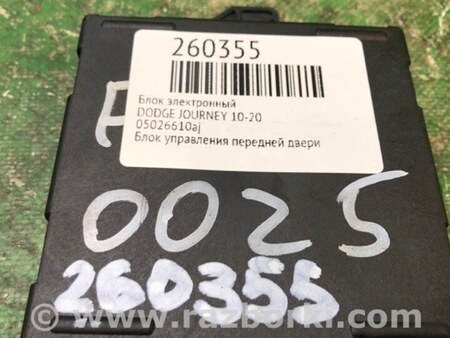 260355
Блок электронный
DODGE JOURNEY 10-20
05026610aj
Блок управления передней двери
0025
260355
© www.razborki.com